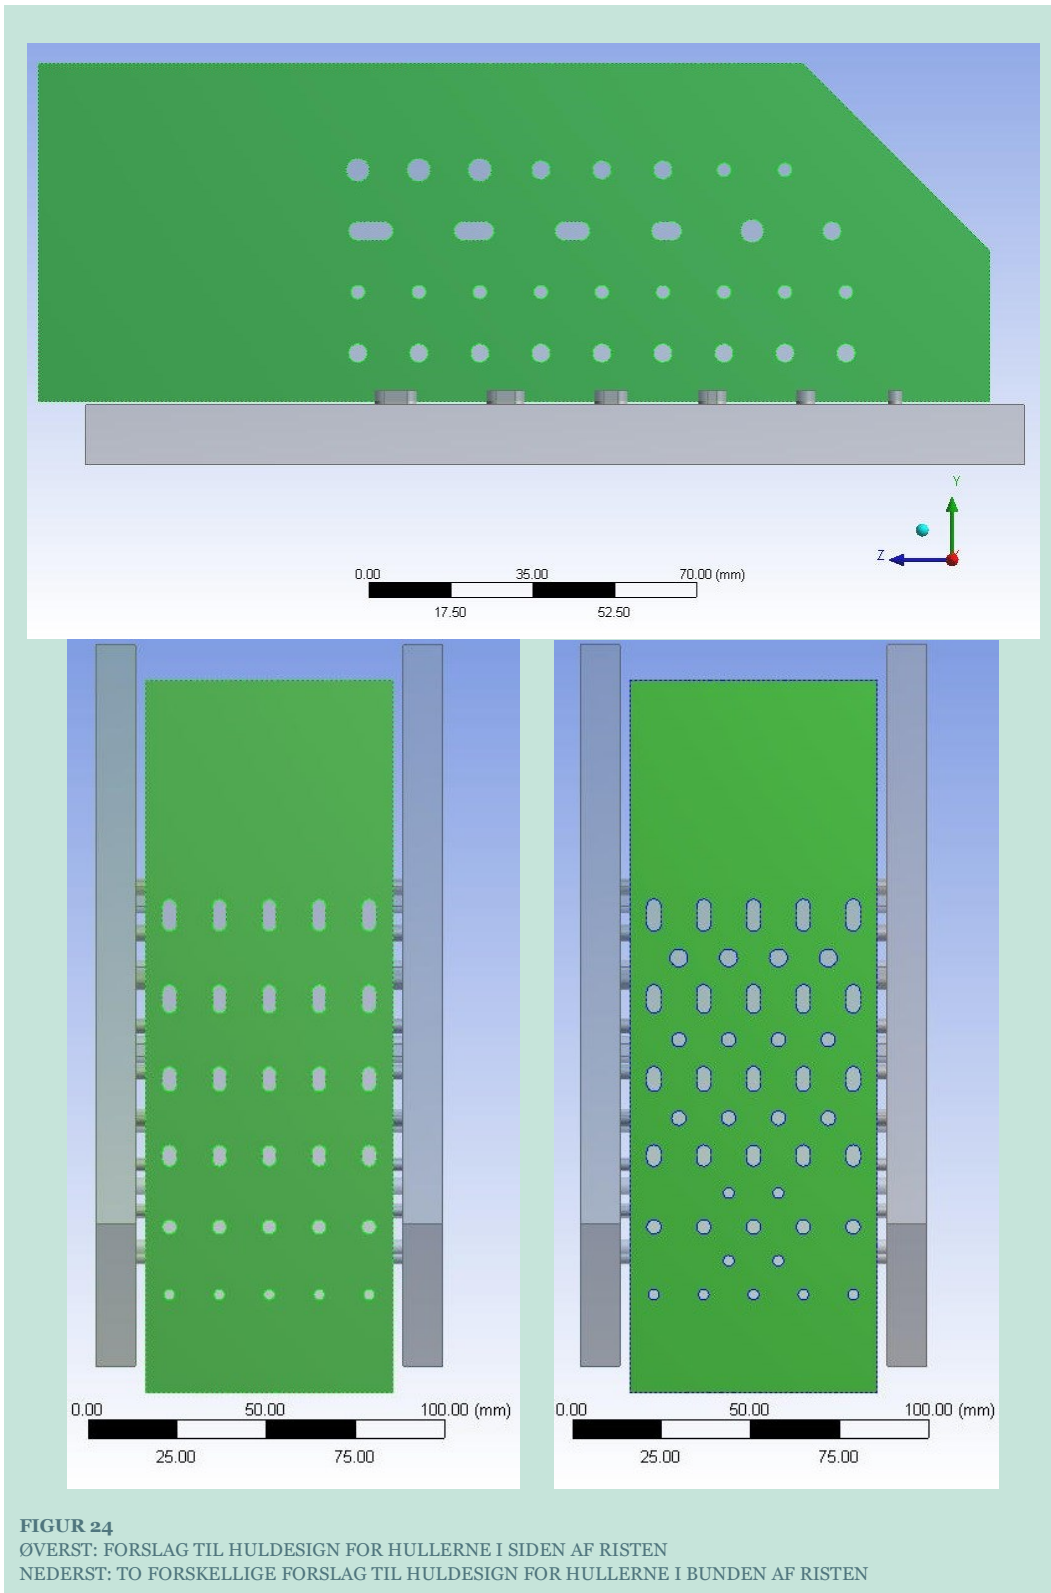 Y
Z
0.00 35.00 70.00 (mm)
17.50 52.50
0.00 50.00 100.00 (mm)
25.00 75.00
0.00 50.00 100.00 (mm)
25.00 75.00
FIGUR 24
ØVERST: FORSLAG TIL HULDESIGN FOR HULLERNE I SIDEN AF RISTEN
NEDERST: TO FORSKELLIGE FORSLAG TIL HULDESIGN FOR HULLERNE I BUNDEN AF RISTEN